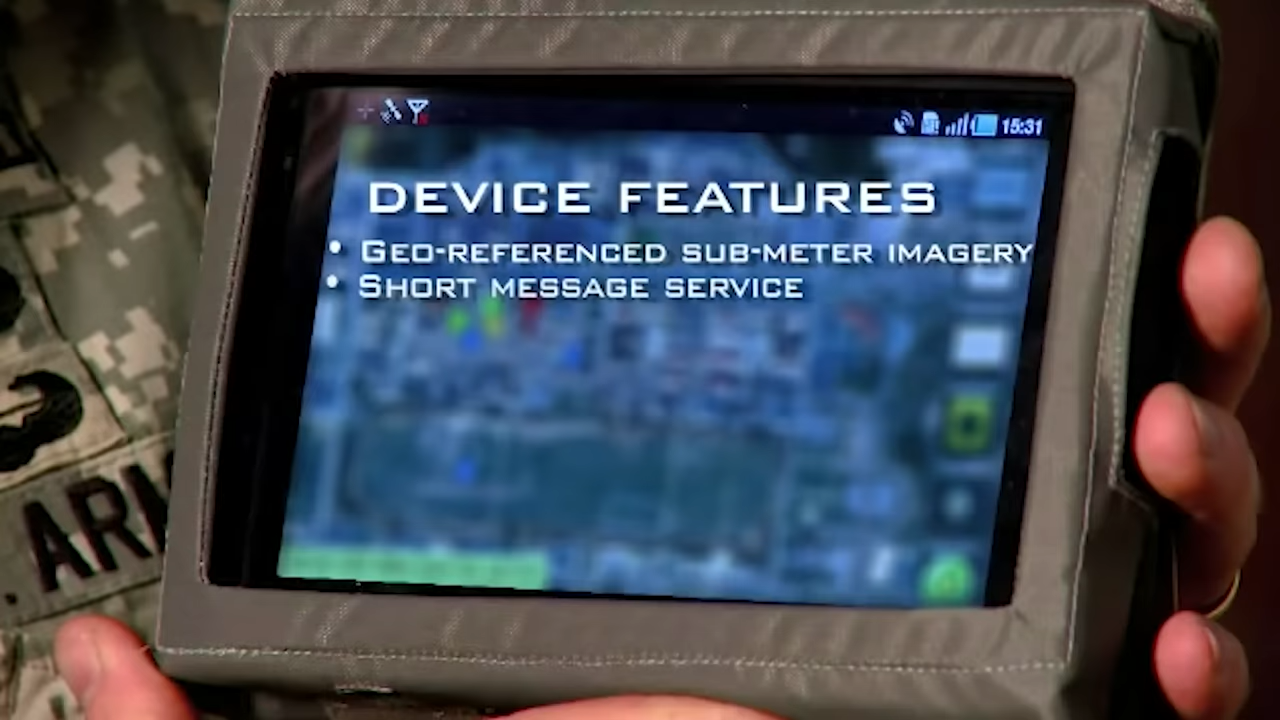 15:31
DEVICE FEATURES
• GEO-REFERENCED SUB-METER IMAGERY
• SHORT MESSAGE SERVICE
. ARM